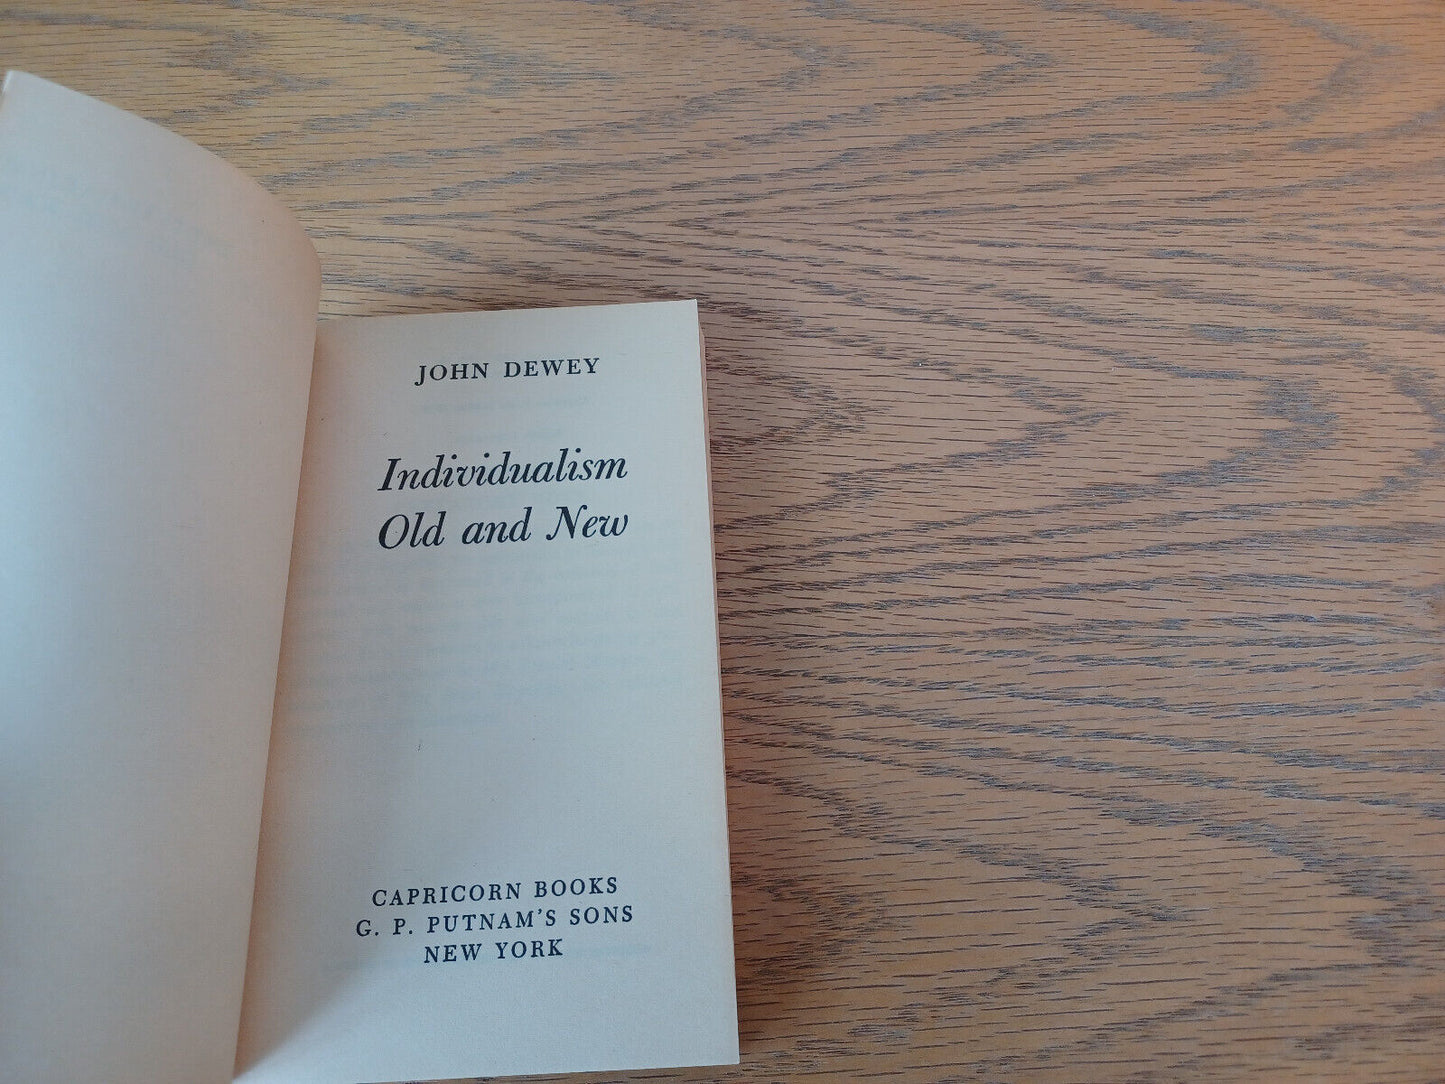 JOHN DEWEY
Individualism
Old and New
CAPRICORN BOOKS
G. P. PUTNAM'S SONS
NEW YORK